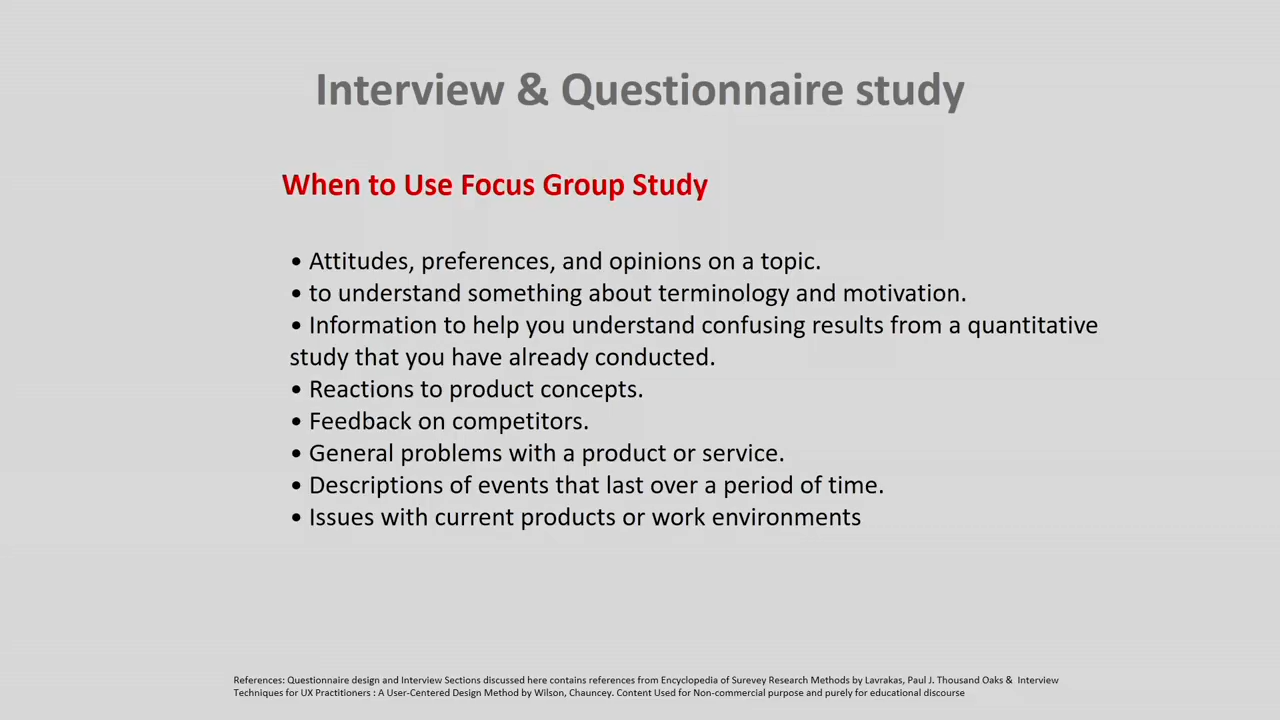 Interview & Questionnaire study
When to Use Focus Group Study
• Attitudes, preferences, and opinions on a topic.
• to understand something about terminology and motivation.
• Information to help you understand confusing results from a quantitative
study that you have already conducted.
• Reactions to product concepts.
• Feedback on competitors.
• General problems with a product or service.
• Descriptions of events that last over a period of time.
• Issues with current products or work environments
References: Questionnaire design and Interview Sections discussed here contains references from Encyclopedia of Surevey Research Methods by Lavrakas, Paul J. Thousand Oaks & Interview
Techniques for UX Practitioners : A User-Centered Design Method by Wilson, Chauncey. Content Used for Non-commercial purpose and purely for educational discourse